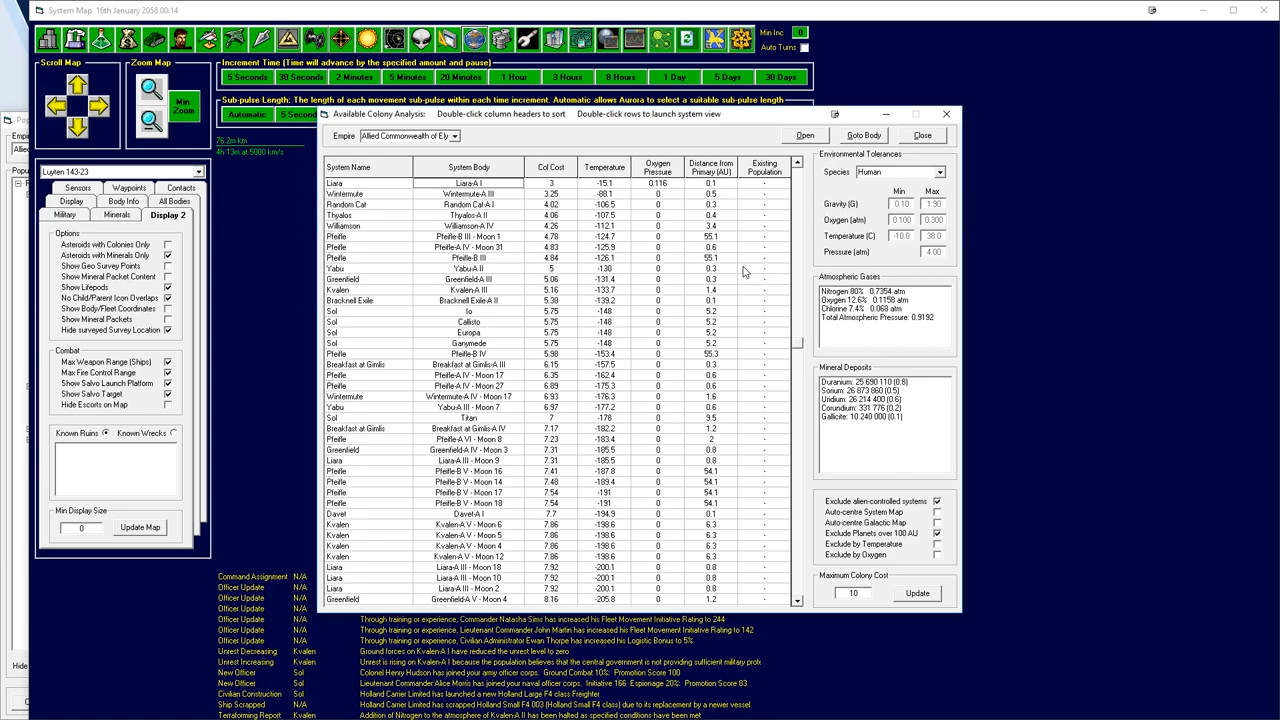 System Map   16th January 2058 00:14
Min Inc 0
Auto Turns
Scroll Map
Zoom Map
Min Zoom
Increment Time (Time will advance by the specified amount and pause)
5 Seconds 30 Seconds 2 Minutes 5 Minutes 20 Minutes 1 Hour 3 Hours 8 Hours 1 Day 5 Days 30 Days
Sub-pulse Length: The length of each movement sub-pulse within each time increment. Automatic allows Aurora to select a suitable sub-pulse length
Automatic
76.2m km
4h 13m at 5000 km/s
Luyten 143-23
Sensors Waypoints Contacts
Display Body Info All Bodies
Military Minerals Display 2
Options
Asteroids with Colonies Only
Asteroids with Minerals Only
Show Geo Survey Points
Show Mineral Packet Content
Show Lifepods
No Child/Parent Icon Overlaps
Show Body/Fleet Coordinates
Show Mineral Packets
Hide surveyed Survey Location
Combat
Max Weapon Range (Ships)
Max Fire Control Range
Show Salvo Launch Platform
Show Salvo Target
Hide Escorts on Map
Known Ruins Known Wrecks
Min Display Size
0 Update Map
Available Colony Analysis:   Double-click column headers to sort   Double-click rows to launch system view
Empire Allied Commonwealth of Ely Open Goto Body Close
System Name System Body Col Cost Temperature Oxygen Pressure Distance from Primary (AU) Existing Population
Liara Liara-A I 3 -15.1 0.116 0.1 -
Wintermute Wintermute-A III 3.25 -88.1 0 0.5 -
Random Cat Random Cat-A I 4.02 -106.5 0 0.3 -
Thyalos Thyalos-A II 4.06 -107.5 0 0.4 -
Williamson Williamson-A IV 4.26 -112.1 0 3.4 -
Pfeifle Pfeifle-B III - Moon 1 4.78 -124.7 0 55.1 -
Pfeifle Pfeifle-A IV - Moon 31 4.83 -125.9 0 0.6 -
Pfeifle Pfeifle-B III 4.84 -126.1 0 55.1 -
Yabu Yabu-A II 5 -130 0 0.3 -
Greenfield Greenfield-A III 5.06 -131.4 0 0.3 -
Kvalen Kvalen-A III 5.16 -133.7 0 1.4 -
Bracknell Exile Bracknell Exile-A II 5.38 -139.2 0 0.1 -
Sol Io 5.75 -148 0 5.2 -
Sol Callisto 5.75 -148 0 5.2 -
Sol Europa 5.75 -148 0 5.2 -
Sol Ganymede 5.75 -148 0 5.2 -
Pfeifle Pfeifle-B IV 5.98 -153.4 0 55.3 -
Breakfast at Gimlis Breakfast at Gimlis-A III 6.15 -157.5 0 0.3 -
Pfeifle Pfeifle-A IV - Moon 17 6.35 -162.4 0 0.6 -
Pfeifle Pfeifle-A IV - Moon 27 6.89 -175.3 0 0.6 -
Wintermute Wintermute-A IV - Moon 17 6.93 -176.3 0 1.6 -
Yabu Yabu-A III - Moon 7 6.97 -177.2 0 0.6 -
Sol Titan 7 -178 0 9.5 -
Breakfast at Gimlis Breakfast at Gimlis-A IV 7.17 -182.2 0 1.2 -
Pfeifle Pfeifle-A VI - Moon 8 7.23 -183.4 0 2 -
Greenfield Greenfield-A IV - Moon 3 7.31 -185.5 0 0.8 -
Liara Liara-A III - Moon 9 7.31 -185.5 0 0.8 -
Pfeifle Pfeifle-B V - Moon 16 7.41 -187.8 0 54.1 -
Pfeifle Pfeifle-B V - Moon 14 7.48 -189.4 0 54.1 -
Pfeifle Pfeifle-B V - Moon 17 7.54 -191 0 54.1 -
Pfeifle Pfeifle-B V - Moon 18 7.54 -191 0 54.1 -
Davet Davet-A I 7.7 -194.9 0 0.1 -
Kvalen Kvalen-A V - Moon 6 7.86 -198.6 0 6.3 -
Kvalen Kvalen-A V - Moon 5 7.86 -198.6 0 6.3 -
Kvalen Kvalen-A V - Moon 4 7.86 -198.6 0 6.3 -
Kvalen Kvalen-A V - Moon 12 7.86 -198.6 0 6.3 -
Liara Liara-A III - Moon 18 7.92 -200.1 0 0.8 -
Liara Liara-A III - Moon 10 7.92 -200.1 0 0.8 -
Liara Liara-A III - Moon 2 7.92 -200.1 0 0.8 -
Greenfield Greenfield-A V - Moon 4 8.16 -205.8 0 1.2 -
Environmental Tolerances
Species Human
Min Max
Gravity (G) 0.10 1.90
Oxygen (atm) 0.100 0.300
Temperature (C) -10.0 38.0
Pressure (atm) 4.00
Atmospheric Gases
Nitrogen 80%   0.7354 atm
Oxygen 12.6%   0.1158 atm
Chlorine 7.4%   0.068 atm
Total Atmospheric Pressure: 0.9192
Mineral Deposits
Duranium: 25 690 110 (0.8)
Sorium: 26 873 860 (0.5)
Uridium: 26 214 400 (0.6)
Corundium: 331 776 (0.2)
Gallicite: 10 240 000 (0.1)
Exclude alien-controlled systems
Auto-centre System Map
Auto-centre Galactic Map
Exclude Planets over 100 AU
Exclude by Temperature
Exclude by Oxygen
Maximum Colony Cost
10 Update
Command Assignment N/A
Officer Update N/A
Officer Update N/A
Officer Update N/A
Officer Update N/A Through training or experience, Commander Natasha Sims has increased his Fleet Movement Initiative Rating to 244
Officer Update N/A Through training or experience, Lieutenant Commander John Martin has increased his Fleet Movement Initiative Rating to 142
Officer Update N/A Through training or experience, Civilian Administrator Ewan Thorpe has increased his Logistic Bonus to 5%
Unrest Decreasing Kvalen Ground forces on Kvalen-A I have reduced the unrest level to zero
Unrest Increasing Kvalen Unrest is rising on Kvalen-A I because the population believes that the central government is not providing sufficient military prote
New Officer Sol Colonel Henry Hudson has joined your army officer corps.  Ground Combat 10%:  Promotion Score 100
New Officer Sol Lieutenant Commander Alice Morris has joined your naval officer corps.  Initiative 166  Espionage 20%:  Promotion Score 83
Civilian Construction Sol Holland Carrier Limited has launched a new Holland Large F4 class Freighter
Ship Scrapped Sol Holland Carrier Limited has scrapped Holland Small F4 003 (Holland Small F4 class) due to its replacement by a newer vessel
Terraforming Report Kvalen Addition of Nitrogen to the atmosphere of Kvalen-A II has been halted as specified conditions have been met